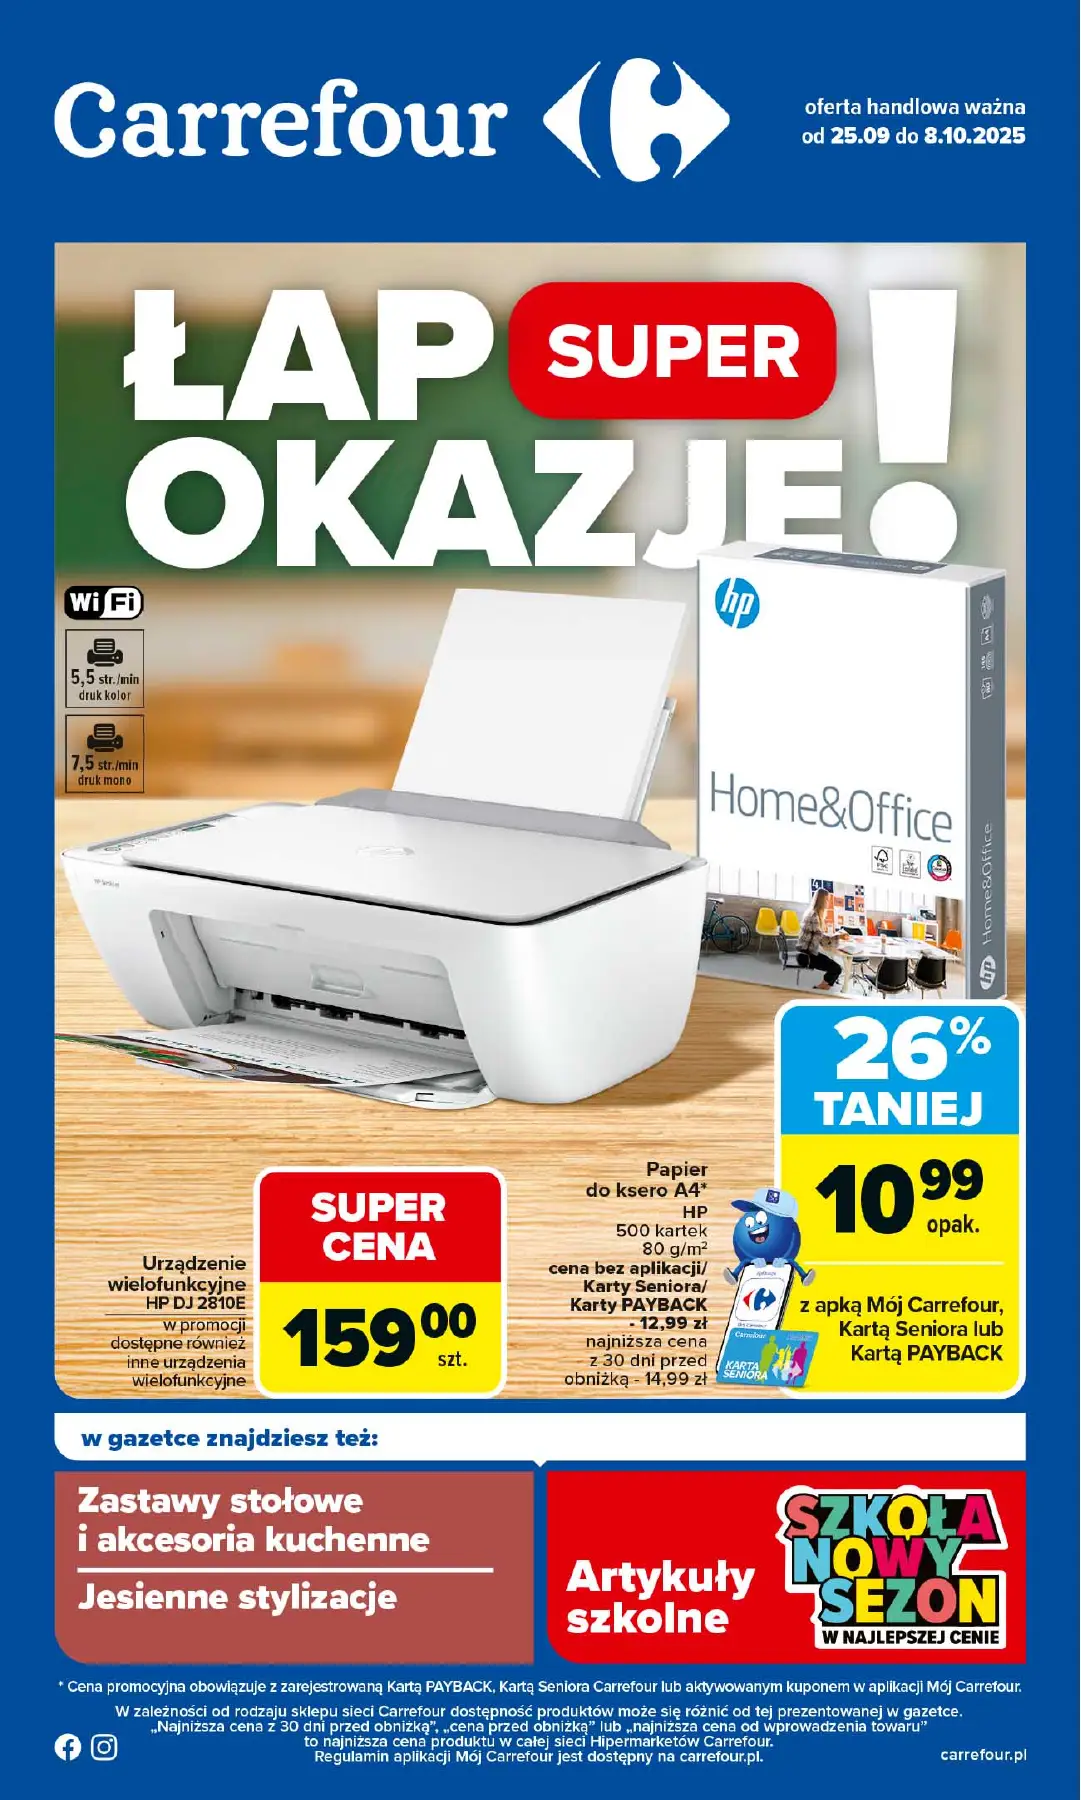 Carrefour
oferta handlowa ważna
od 25.09 do 8.10.2025
ŁAP SUPER
OKAZJE!
WiFi
5,5 str./min
druk kolor
7,5 str./min
druk mono
hp
Home&Office
Home&Office
hp
26%
TANIEJ
10 99
opak.
z apką Mój Carrefour,
Kartą Seniora lub
Kartą PAYBACK
Papier
do ksero A4*
HP
500 kartek
80 g/m²
cena bez aplikacji/
Karty Seniora/
Karty PAYBACK
- 12,99 zł
najniższa cena
z 30 dni przed
obniżką - 14,99 zł
Carrefour
KARTA
SENIORA
SUPER
CENA
159 00
szt.
Urządzenie
wielofunkcyjne
HP DJ 2810E
w promocji
dostępne również
inne urządzenia
wielofunkcyjne
w gazetce znajdziesz też:
Zastawy stołowe
i akcesoria kuchenne
Jesienne stylizacje
Artykuły
szkolne
SZKOŁA
NOWY
SEZON
W NAJLEPSZEJ CENIE
* Cena promocyjna obowiązuje z zarejestrowaną Kartą PAYBACK, Kartą Seniora Carrefour lub aktywowanym kuponem w aplikacji Mój Carrefour.
W zależności od rodzaju sklepu sieci Carrefour dostępność produktów może się różnić od tej prezentowanej w gazetce.
„Najniższa cena z 30 dni przed obniżką”, „cena przed obniżką” lub „najniższa cena od wprowadzenia towaru”
to najniższa cena produktu w całej sieci Hipermarketów Carrefour.
Regulamin aplikacji Mój Carrefour jest dostępny na carrefour.pl.
carrefour.pl